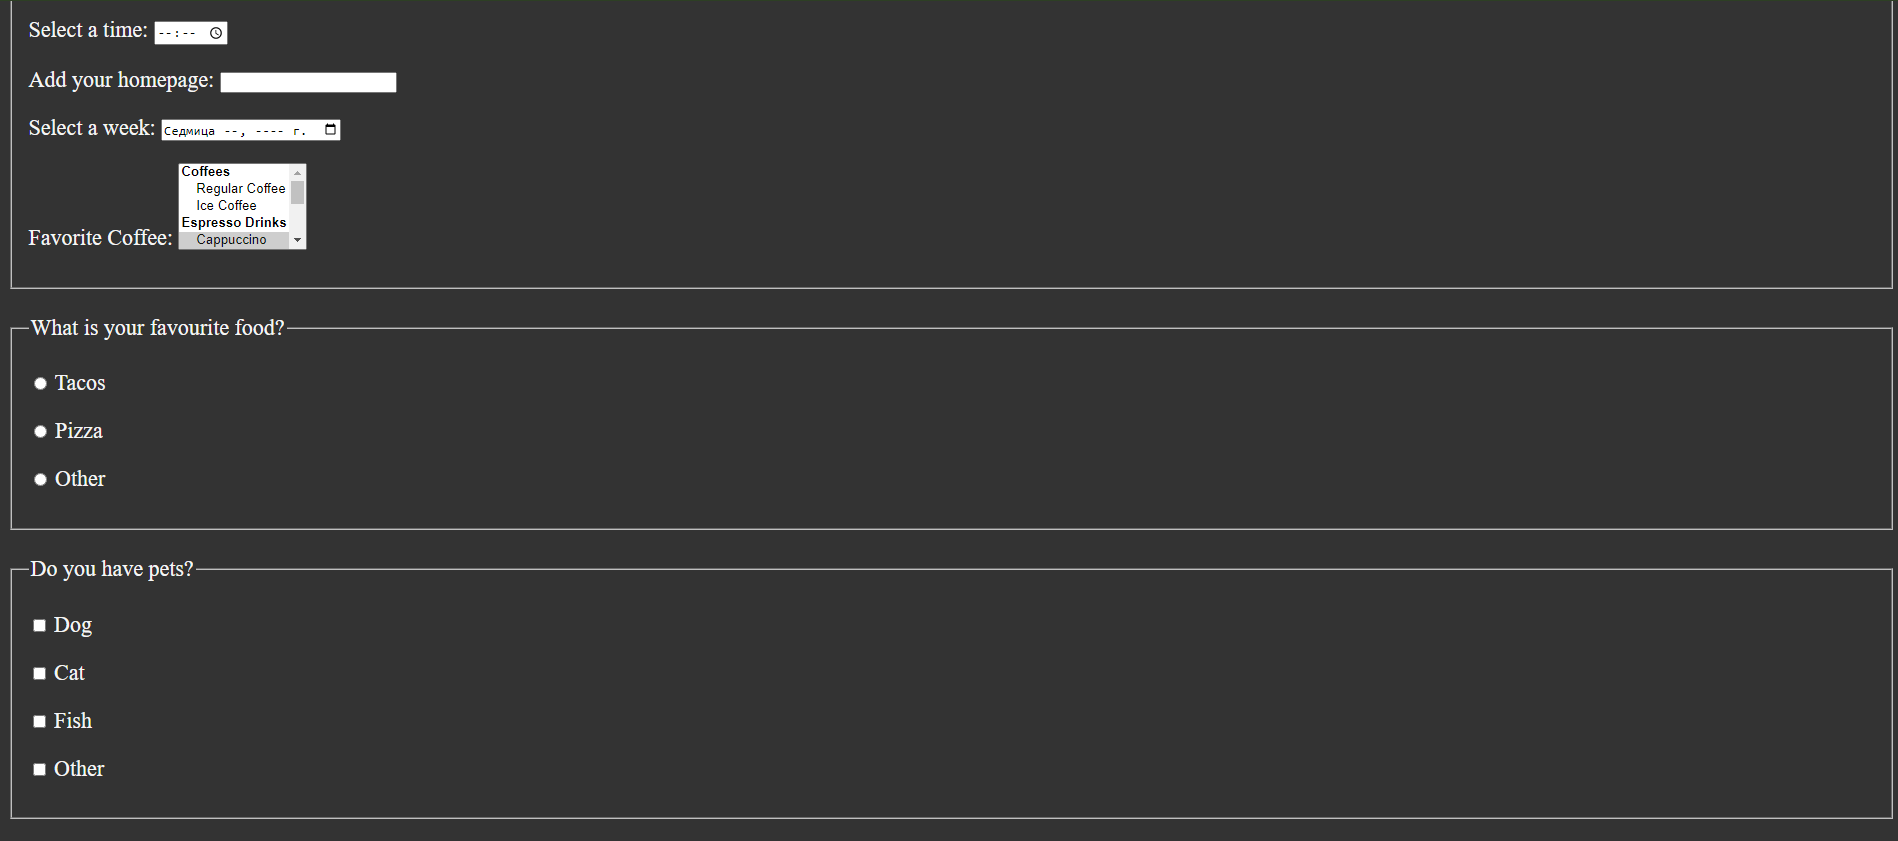 Select a time: --:--
Add your homepage:
Select a week: Седмица --, ---- г.
Coffees
Regular Coffee
Ice Coffee
Espresso Drinks
Favorite Coffee: Cappuccino
What is your favourite food?
Tacos
Pizza
Other
Do you have pets?
Dog
Cat
Fish
Other